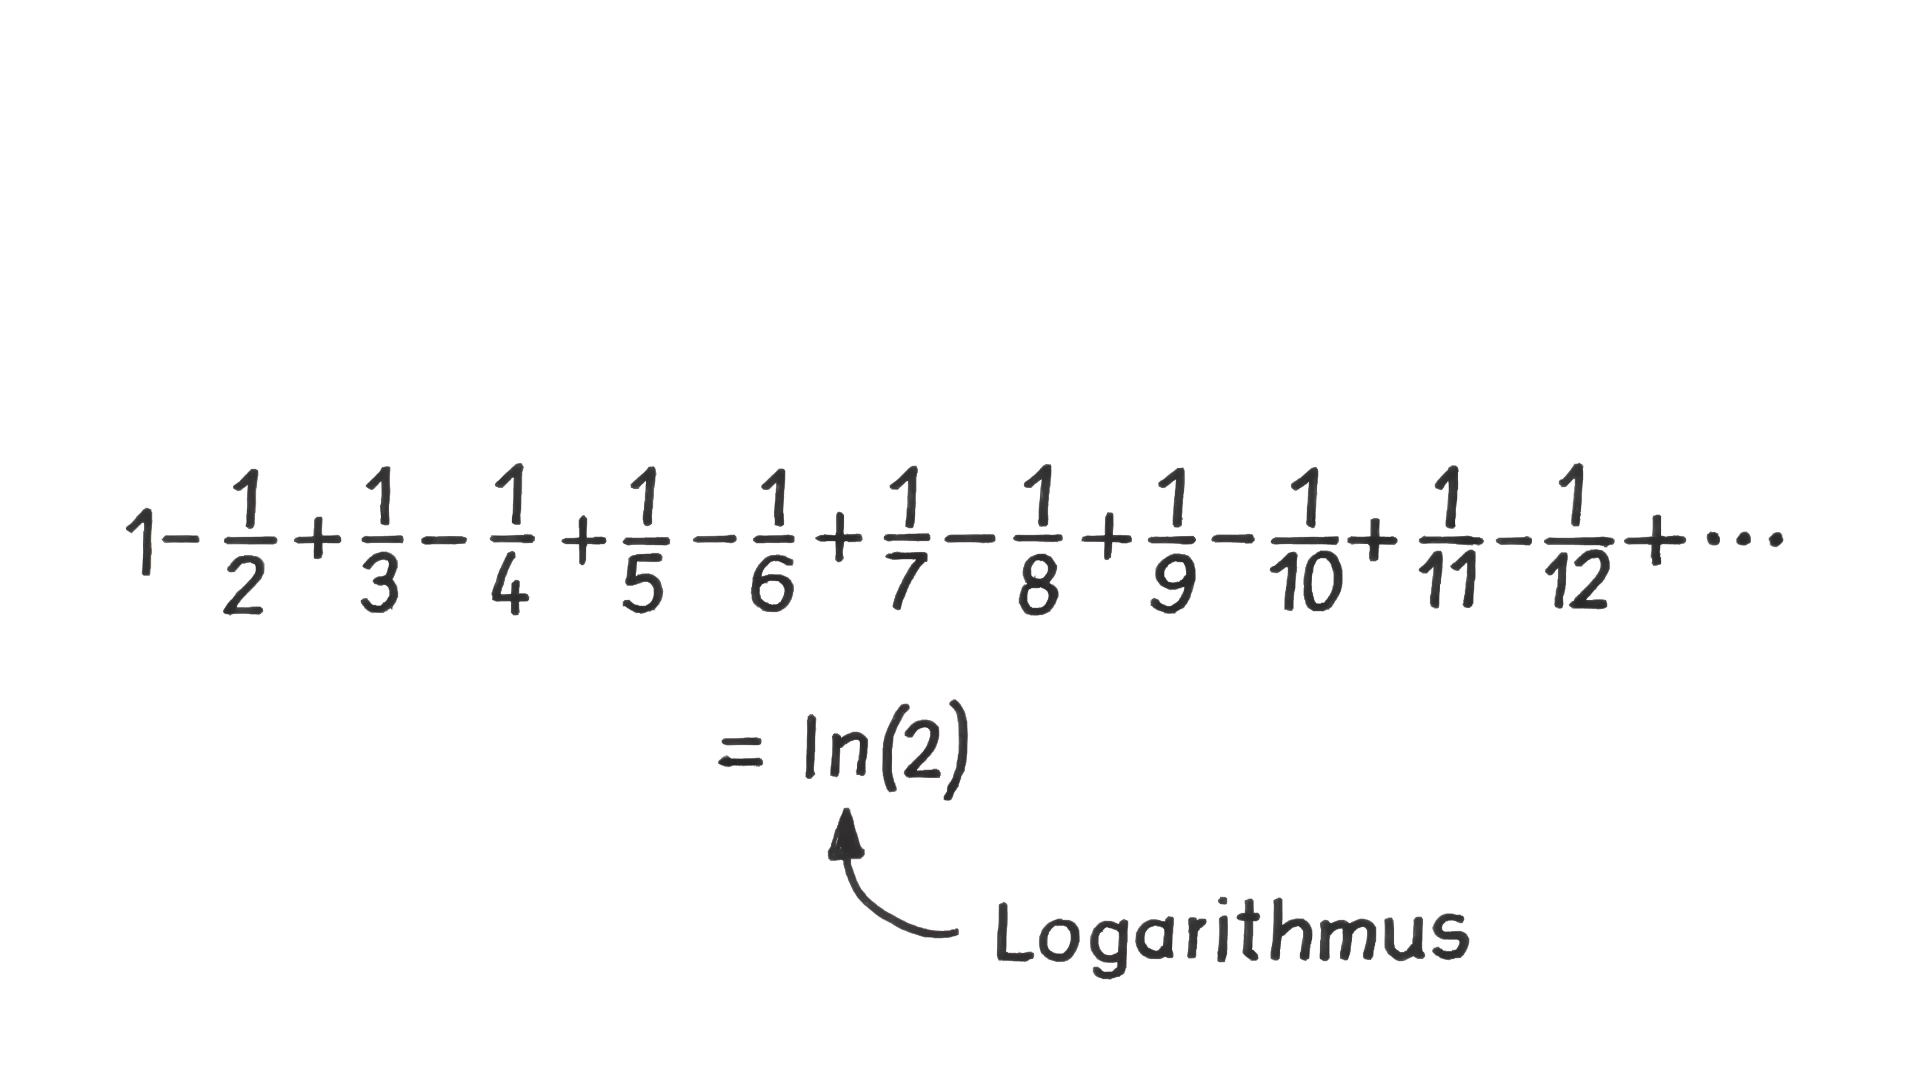 1 - 1/2 + 1/3 - 1/4 + 1/5 - 1/6 + 1/7 - 1/8 + 1/9 - 1/10 + 1/11 - 1/12 + ...
= ln(2)
Logarithmus